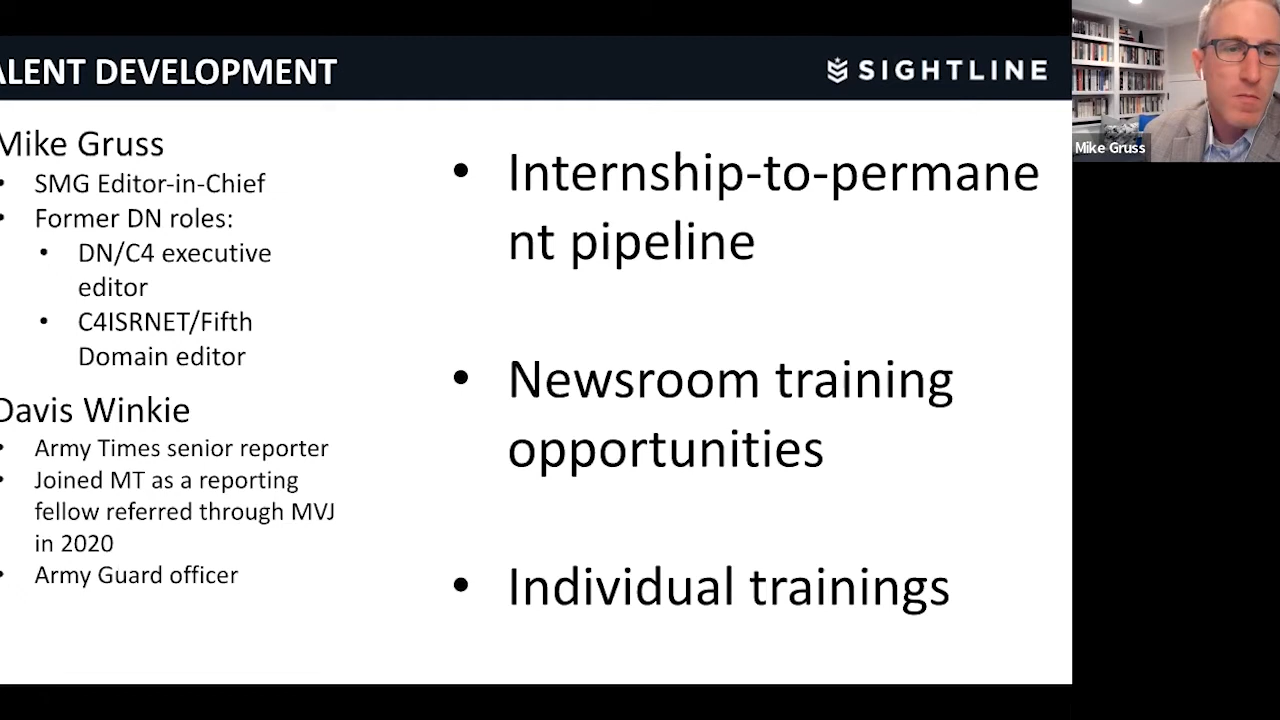 ALENT DEVELOPMENT
SIGHTLINE
Mike Gruss
• SMG Editor-in-Chief
• Former DN roles:
• DN/C4 executive
editor
• C4ISRNET/Fifth
Domain editor
Davis Winkie
• Army Times senior reporter
• Joined MT as a reporting
fellow referred through MVJ
in 2020
• Army Guard officer
• Internship-to-permane
nt pipeline
• Newsroom training
opportunities
• Individual trainings
Mike Gruss